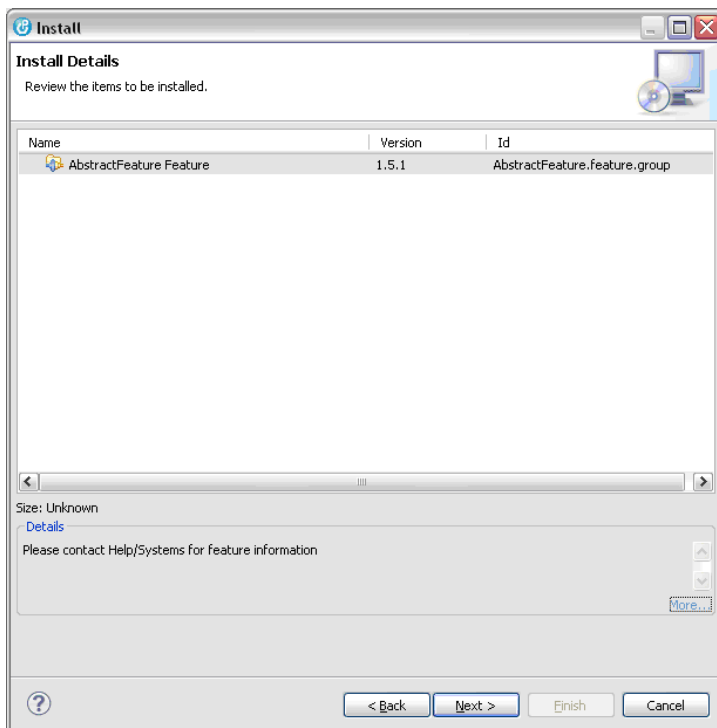 Install
Install Details
Review the items to be installed.
Name Version Id
AbstractFeature Feature 1.5.1 AbstractFeature.feature.group
Size: Unknown
Details
Please contact Help/Systems for feature information
More...
? < Back Next > Finish Cancel